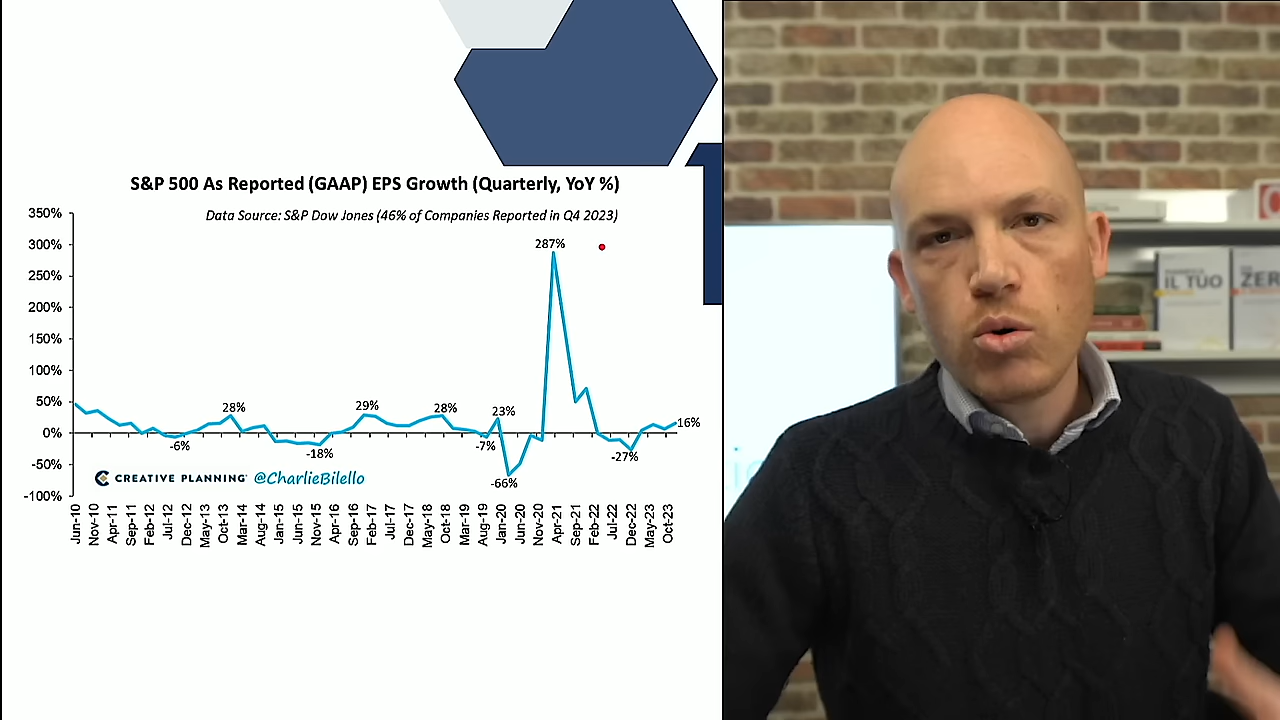 S&P 500 As Reported (GAAP) EPS Growth (Quarterly, YoY %)
Data Source: S&P Dow Jones (46% of Companies Reported in Q4 2023)
350%
300%
250%
200%
150%
100%
50%
0%
-50%
-100%
287%
28%
29%
28%
23%
16%
-6%
-18%
-7%
-27%
-66%
CREATIVE PLANNING @CharlieBilello
Jun-10
Nov-10
Apr-11
Sep-11
Feb-12
Jul-12
Dec-12
May-13
Oct-13
Mar-14
Aug-14
Jan-15
Jun-15
Nov-15
Apr-16
Sep-16
Feb-17
Jul-17
Dec-17
May-18
Oct-18
Mar-19
Aug-19
Jan-20
Jun-20
Nov-20
Apr-21
Sep-21
Feb-22
Jul-22
Dec-22
May-23
Oct-23
IL TUO
ZER